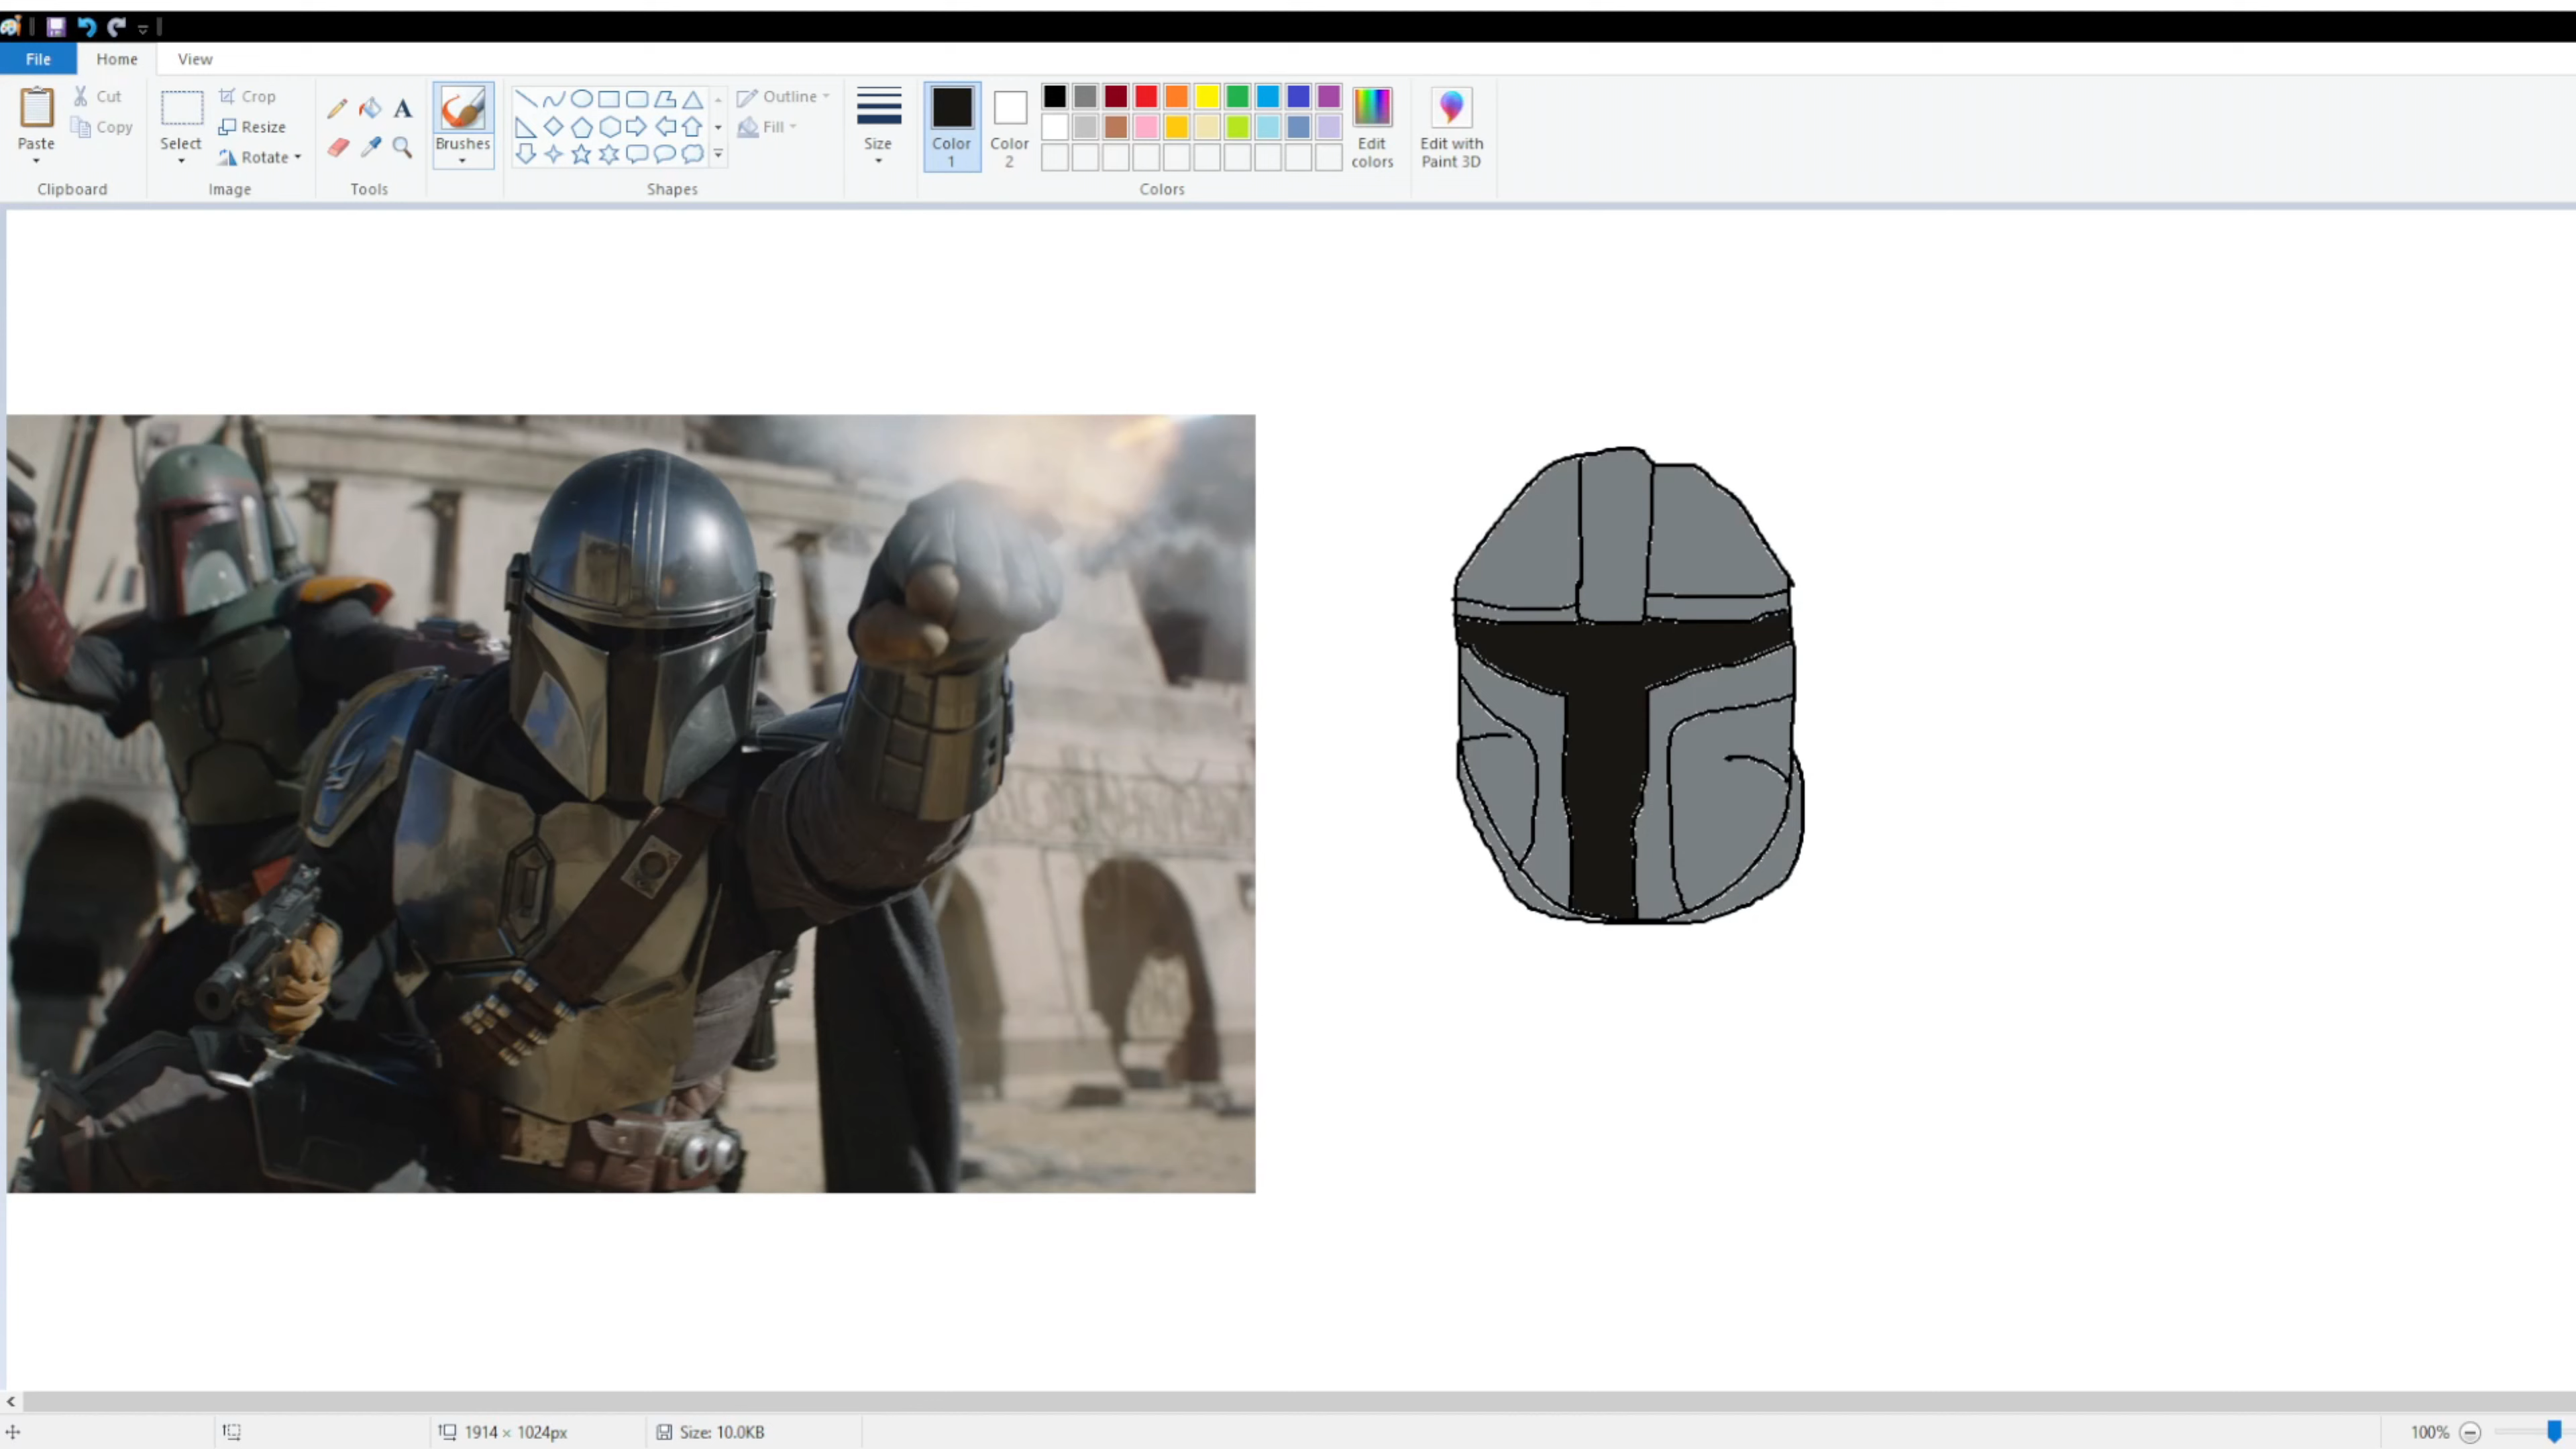 File Home View
Paste Cut Copy Select Crop Resize Rotate Brushes Outline Fill Size Color 1 Color 2 Edit colors Edit with Paint 3D
Clipboard Image Tools Shapes Colors
1914 × 1024px Size: 10.0KB 100%